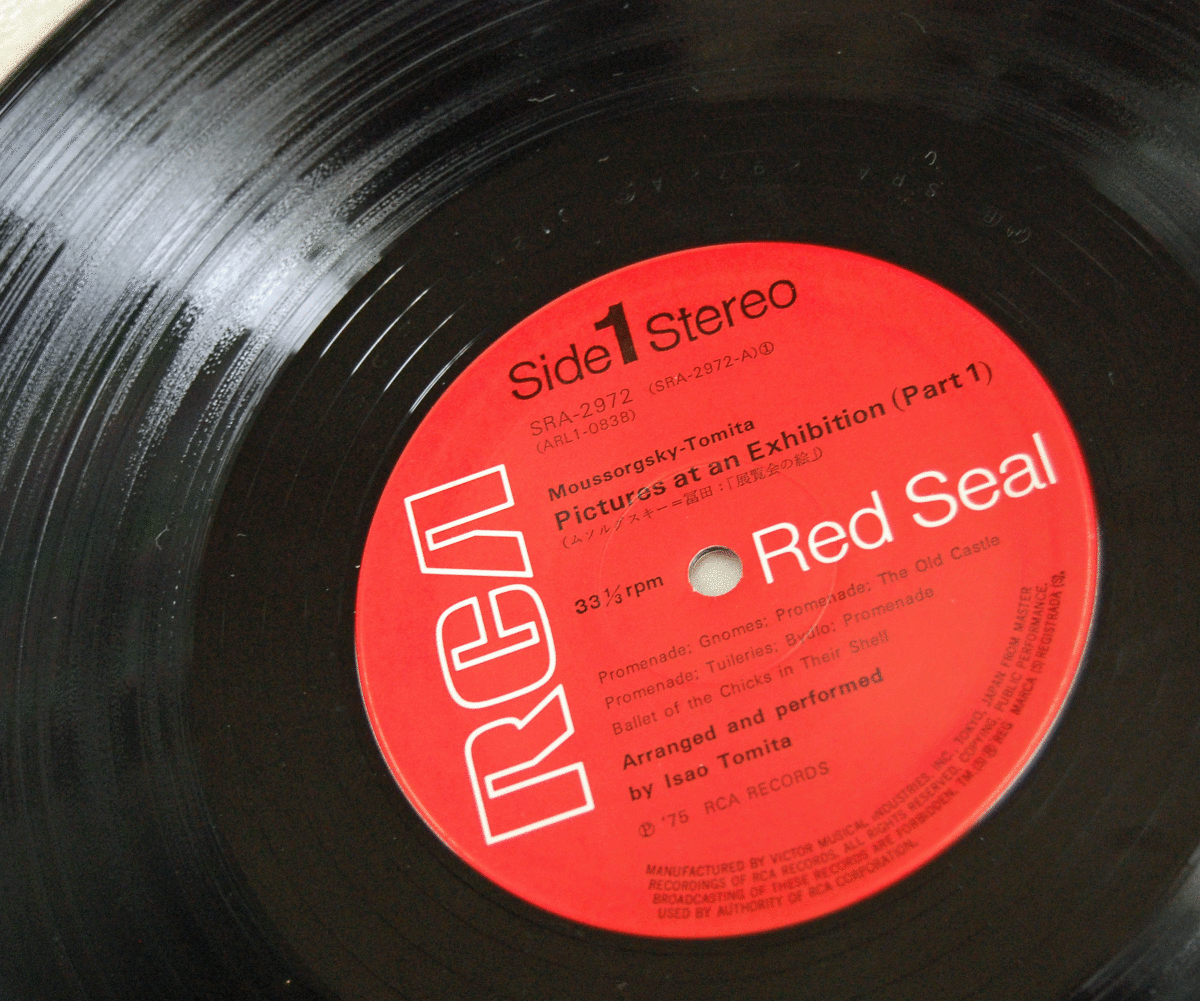 Side 1 Stereo
SRA-2972 (SRA-2972-A)①
(ARL1-0838)
Moussorgsky-Tomita
Pictures at an Exhibition (Part 1)
(ムソルグスキー＝冨田：「展覧会の絵」)
RCA
Red Seal
33⅓ rpm
Promenade; Gnomes; Promenade; The Old Castle
Promenade; Tuileries; Bydlo; Promenade
Ballet of the Chicks in Their Shell
Arranged and performed
by Isao Tomita
Ⓟ '75 RCA RECORDS
MANUFACTURED BY VICTOR MUSICAL INDUSTRIES, INC., TOKYO, JAPAN FROM MASTER
RECORDINGS OF RCA RECORDS. ALL RIGHTS RESERVED. COPYING, PUBLIC PERFORMANCE,
BROADCASTING OF THESE RECORDS ARE FORBIDDEN. TM(S) ® REG MARCA(S) REGISTRADA(S).
USED BY AUTHORITY OF RCA CORPORATION.